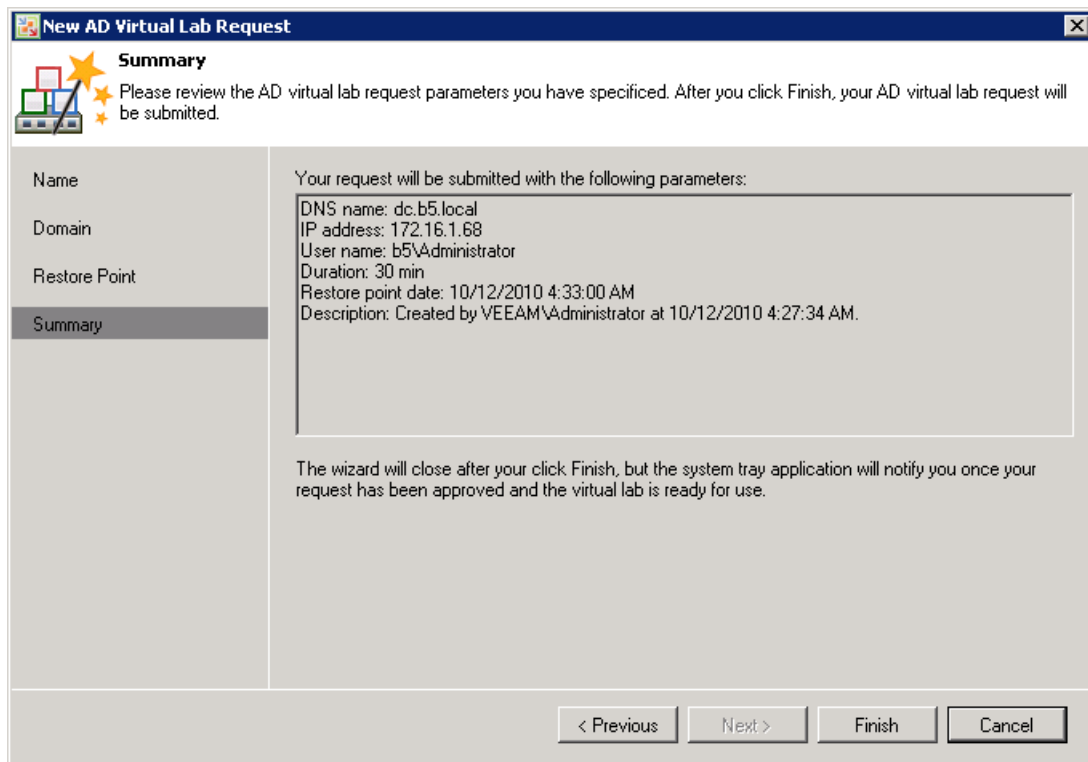 New AD Virtual Lab Request
Summary
Please review the AD virtual lab request parameters you have specificed. After you click Finish, your AD virtual lab request will
be submitted.
Name
Domain
Restore Point
Summary
Your request will be submitted with the following parameters:
DNS name: dc.b5.local
IP address: 172.16.1.68
User name: b5\Administrator
Duration: 30 min
Restore point date: 10/12/2010 4:33:00 AM
Description: Created by VEEAM\Administrator at 10/12/2010 4:27:34 AM.
The wizard will close after your click Finish, but the system tray application will notify you once your
request has been approved and the virtual lab is ready for use.
< Previous
Next >
Finish
Cancel